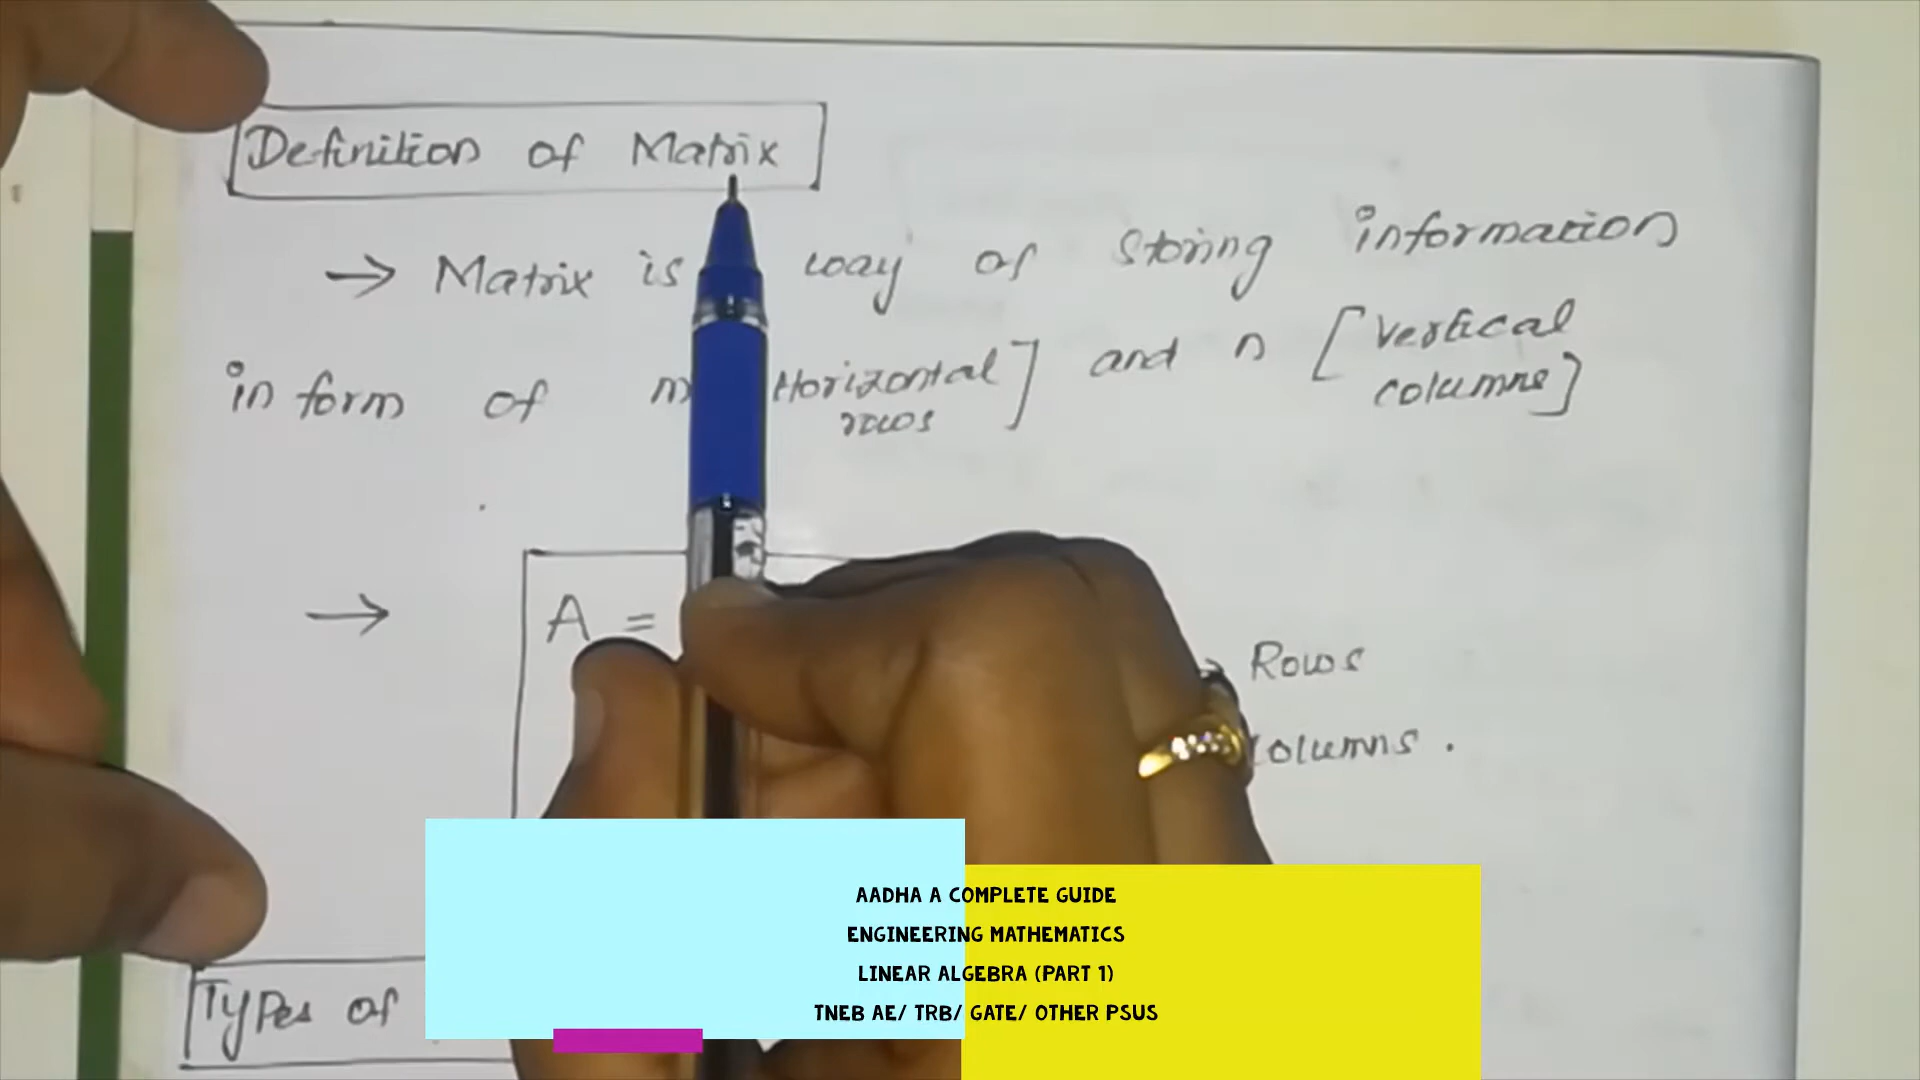 Definition of Matrix
→ Matrix is way of storing information
in form of m Horizontal rows] and n [Vertical columns]
→ A =
→ Rows
columns .
Types of
AADHA A COMPLETE GUIDE
ENGINEERING MATHEMATICS
LINEAR ALGEBRA (PART 1)
TNEB AE/ TRB/ GATE/ OTHER PSUS